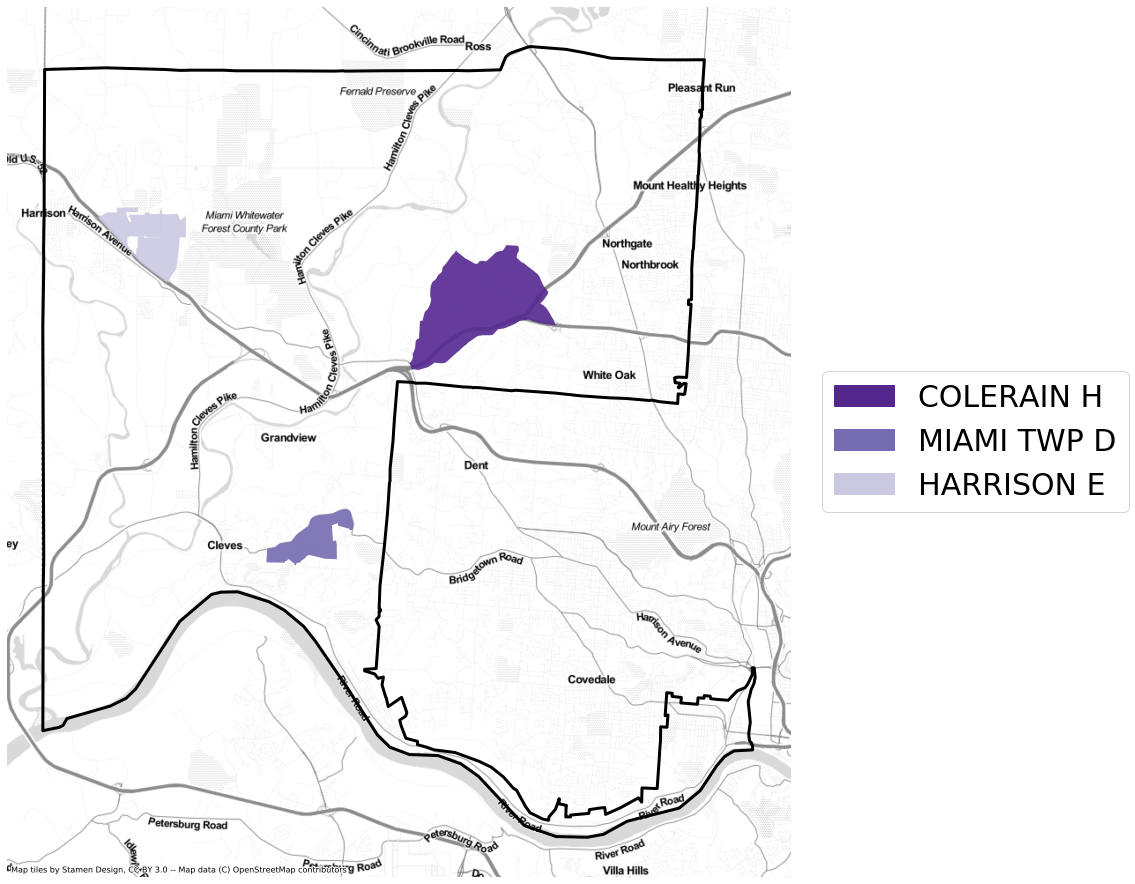 Cincinnati Brookville Road
Ross
Fernald Preserve
Hamilton Cleves Pike
Pleasant Run
Old U.S. 52
Harrison
Harrison Avenue
Miami Whitewater
Forest County Park
Hamilton Cleves Pike
Mount Healthy Heights
Northgate
Northbrook
Hamilton Cleves Pike
White Oak
Hamilton Cleves Pike
Grandview
Dent
COLERAIN H
MIAMI TWP D
HARRISON E
Mount Airy Forest
ey
Cleves
Bridgetown Road
Harrison Avenue
Covedale
River Road
River Road
River Road
Petersburg Road
Petersburg Road
Petersburg Road
River Road
Villa Hills
Map tiles by Stamen Design, CC BY 3.0 -- Map data (C) OpenStreetMap contributors